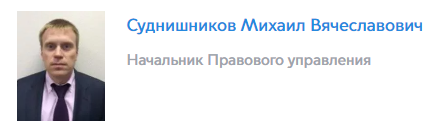 Суднишников Михаил Вячеславович
Начальник Правового управления